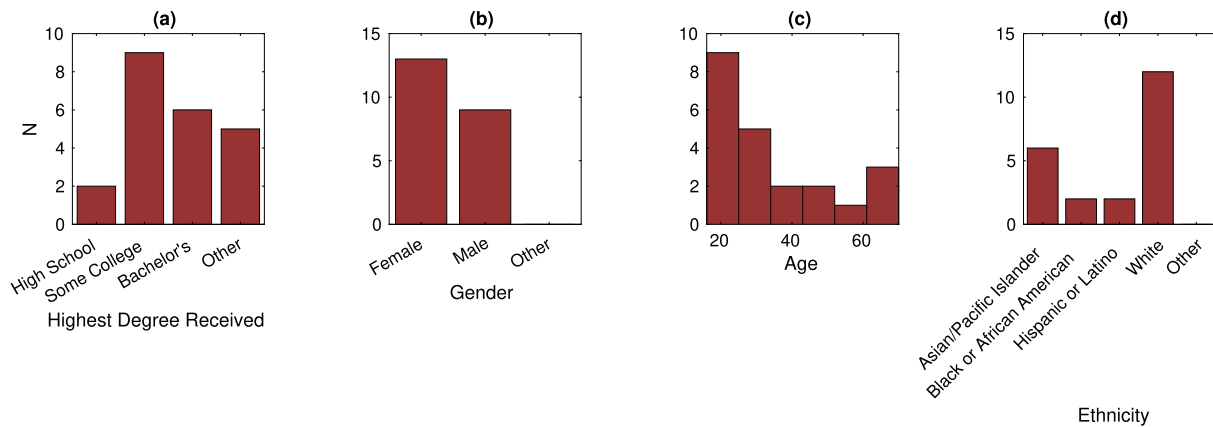 (a)
10
8
6
4
2
0
N
High School
Some College
Bachelor's
Other
Highest Degree Received
(b)
15
10
5
0
Female
Male
Other
Gender
(c)
10
8
6
4
2
0
20 40 60
Age
(d)
15
10
5
0
Asian/Pacific Islander
Black or African American
Hispanic or Latino
White
Other
Ethnicity